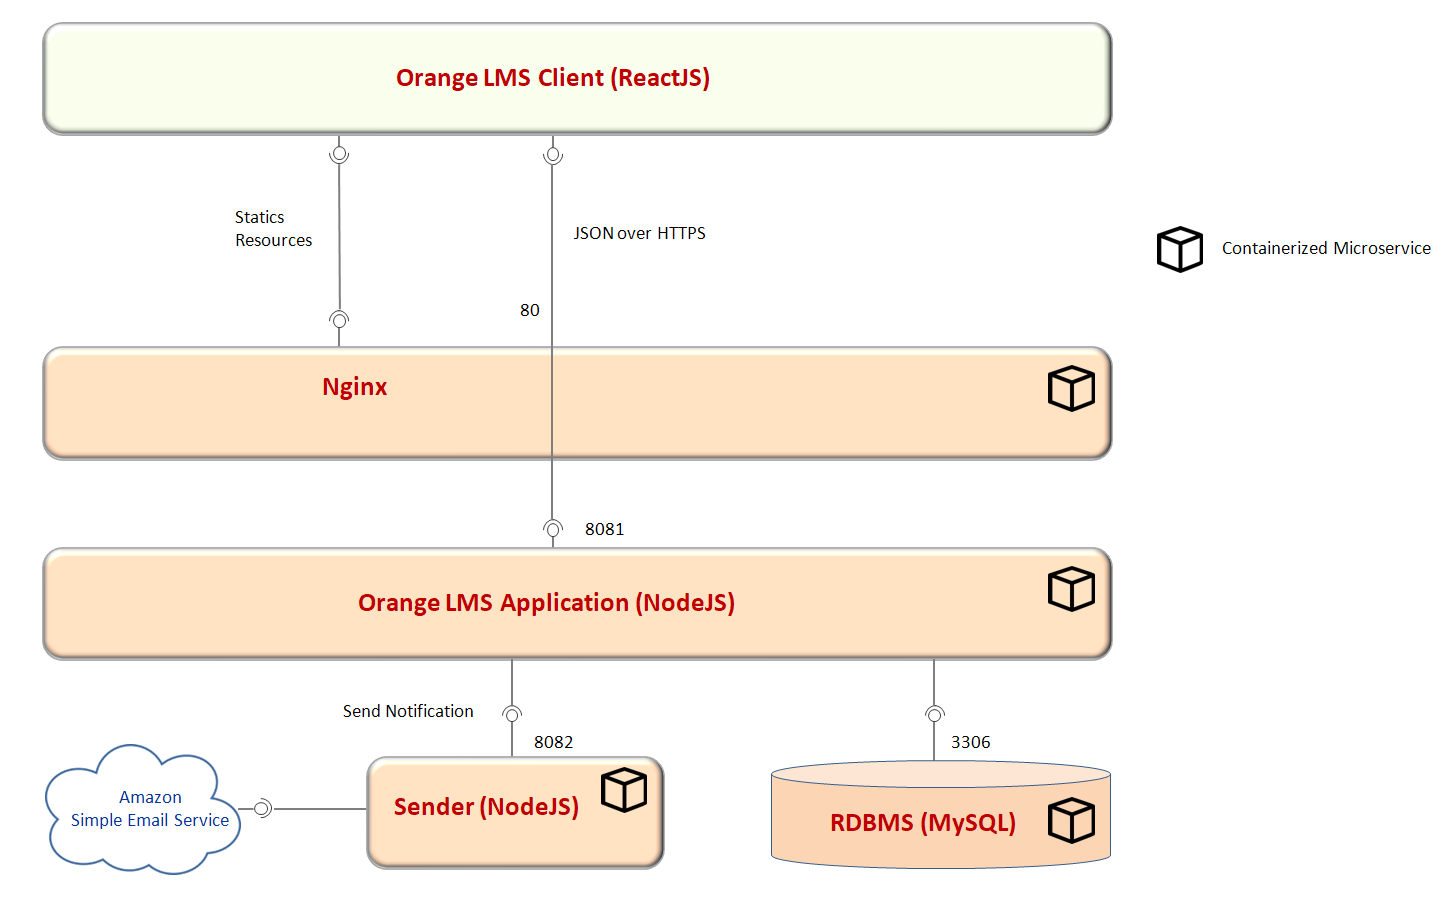 Orange LMS Client (ReactJS)
Statics
Resources
JSON over HTTPS
Containerized Microservice
80
Nginx
8081
Orange LMS Application (NodeJS)
Send Notification
8082
3306
Amazon
Simple Email Service
Sender (NodeJS)
RDBMS (MySQL)